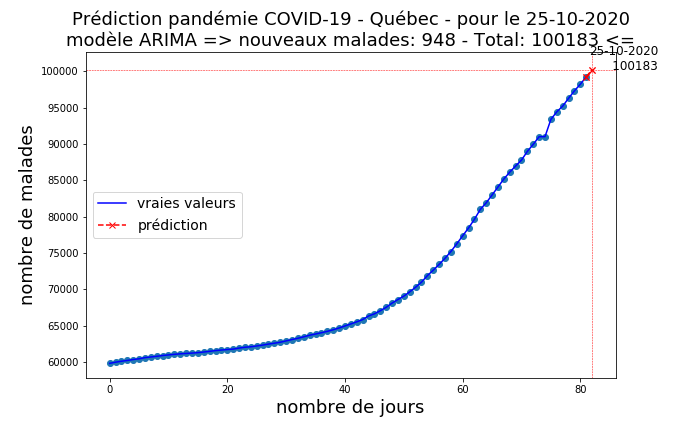 Prédiction pandémie COVID-19 - Québec - pour le 25-10-2020
modèle ARIMA => nouveaux malades: 948 - Total: 100183 <=
25-10-2020
100183
100000
95000
90000
85000
80000
75000
70000
65000
60000
nombre de malades
vraies valeurs
prédiction
0 20 40 60 80
nombre de jours